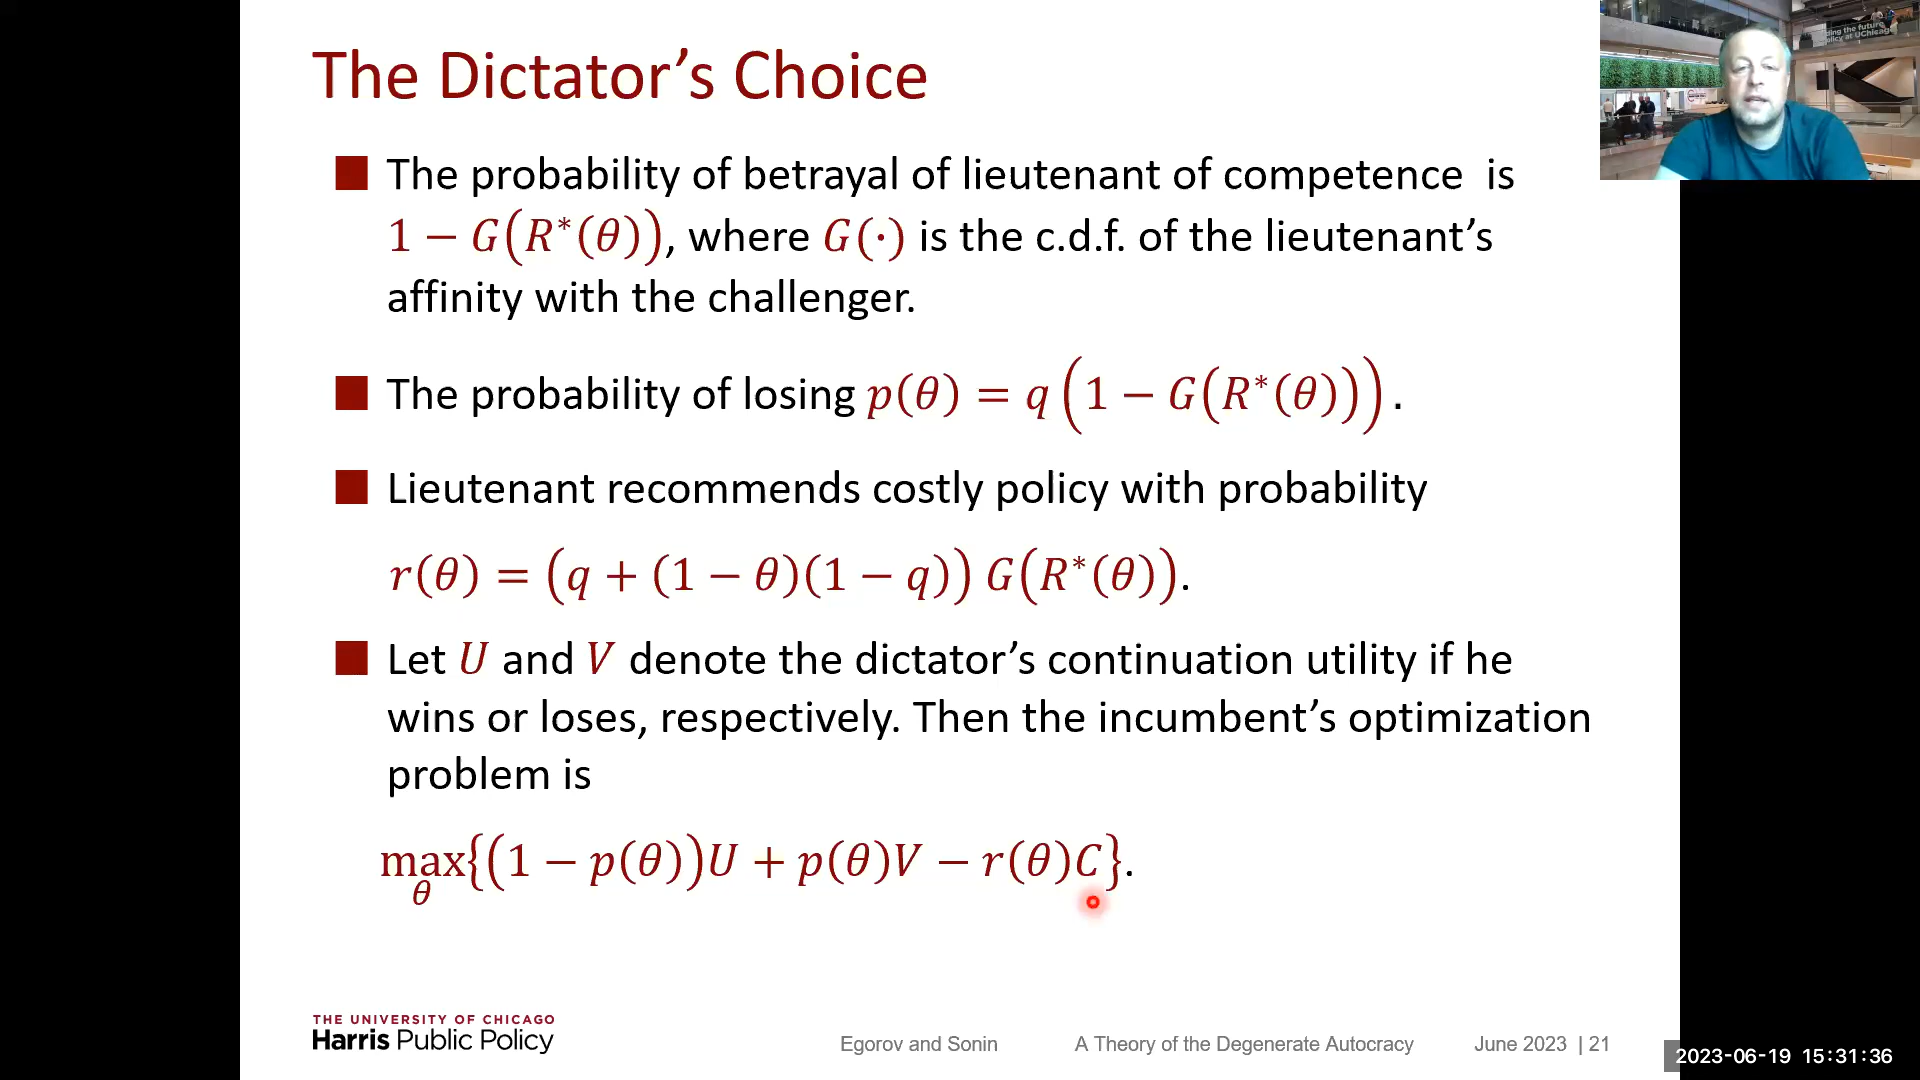 The Dictator’s Choice
The probability of betrayal of lieutenant of competence is
1 − G(R*(θ)), where G(·) is the c.d.f. of the lieutenant’s
affinity with the challenger.
The probability of losing p(θ) = q(1 − G(R*(θ))).
Lieutenant recommends costly policy with probability
r(θ) = (q + (1 − θ)(1 − q)) G(R*(θ)).
Let U and V denote the dictator’s continuation utility if he
wins or loses, respectively. Then the incumbent’s optimization
problem is
max{(1 − p(θ))U + p(θ)V − r(θ)C}.
θ
THE UNIVERSITY OF CHICAGO
Harris Public Policy
Egorov and Sonin A Theory of the Degenerate Autocracy June 2023 | 21
2023-06-19 15:31:36